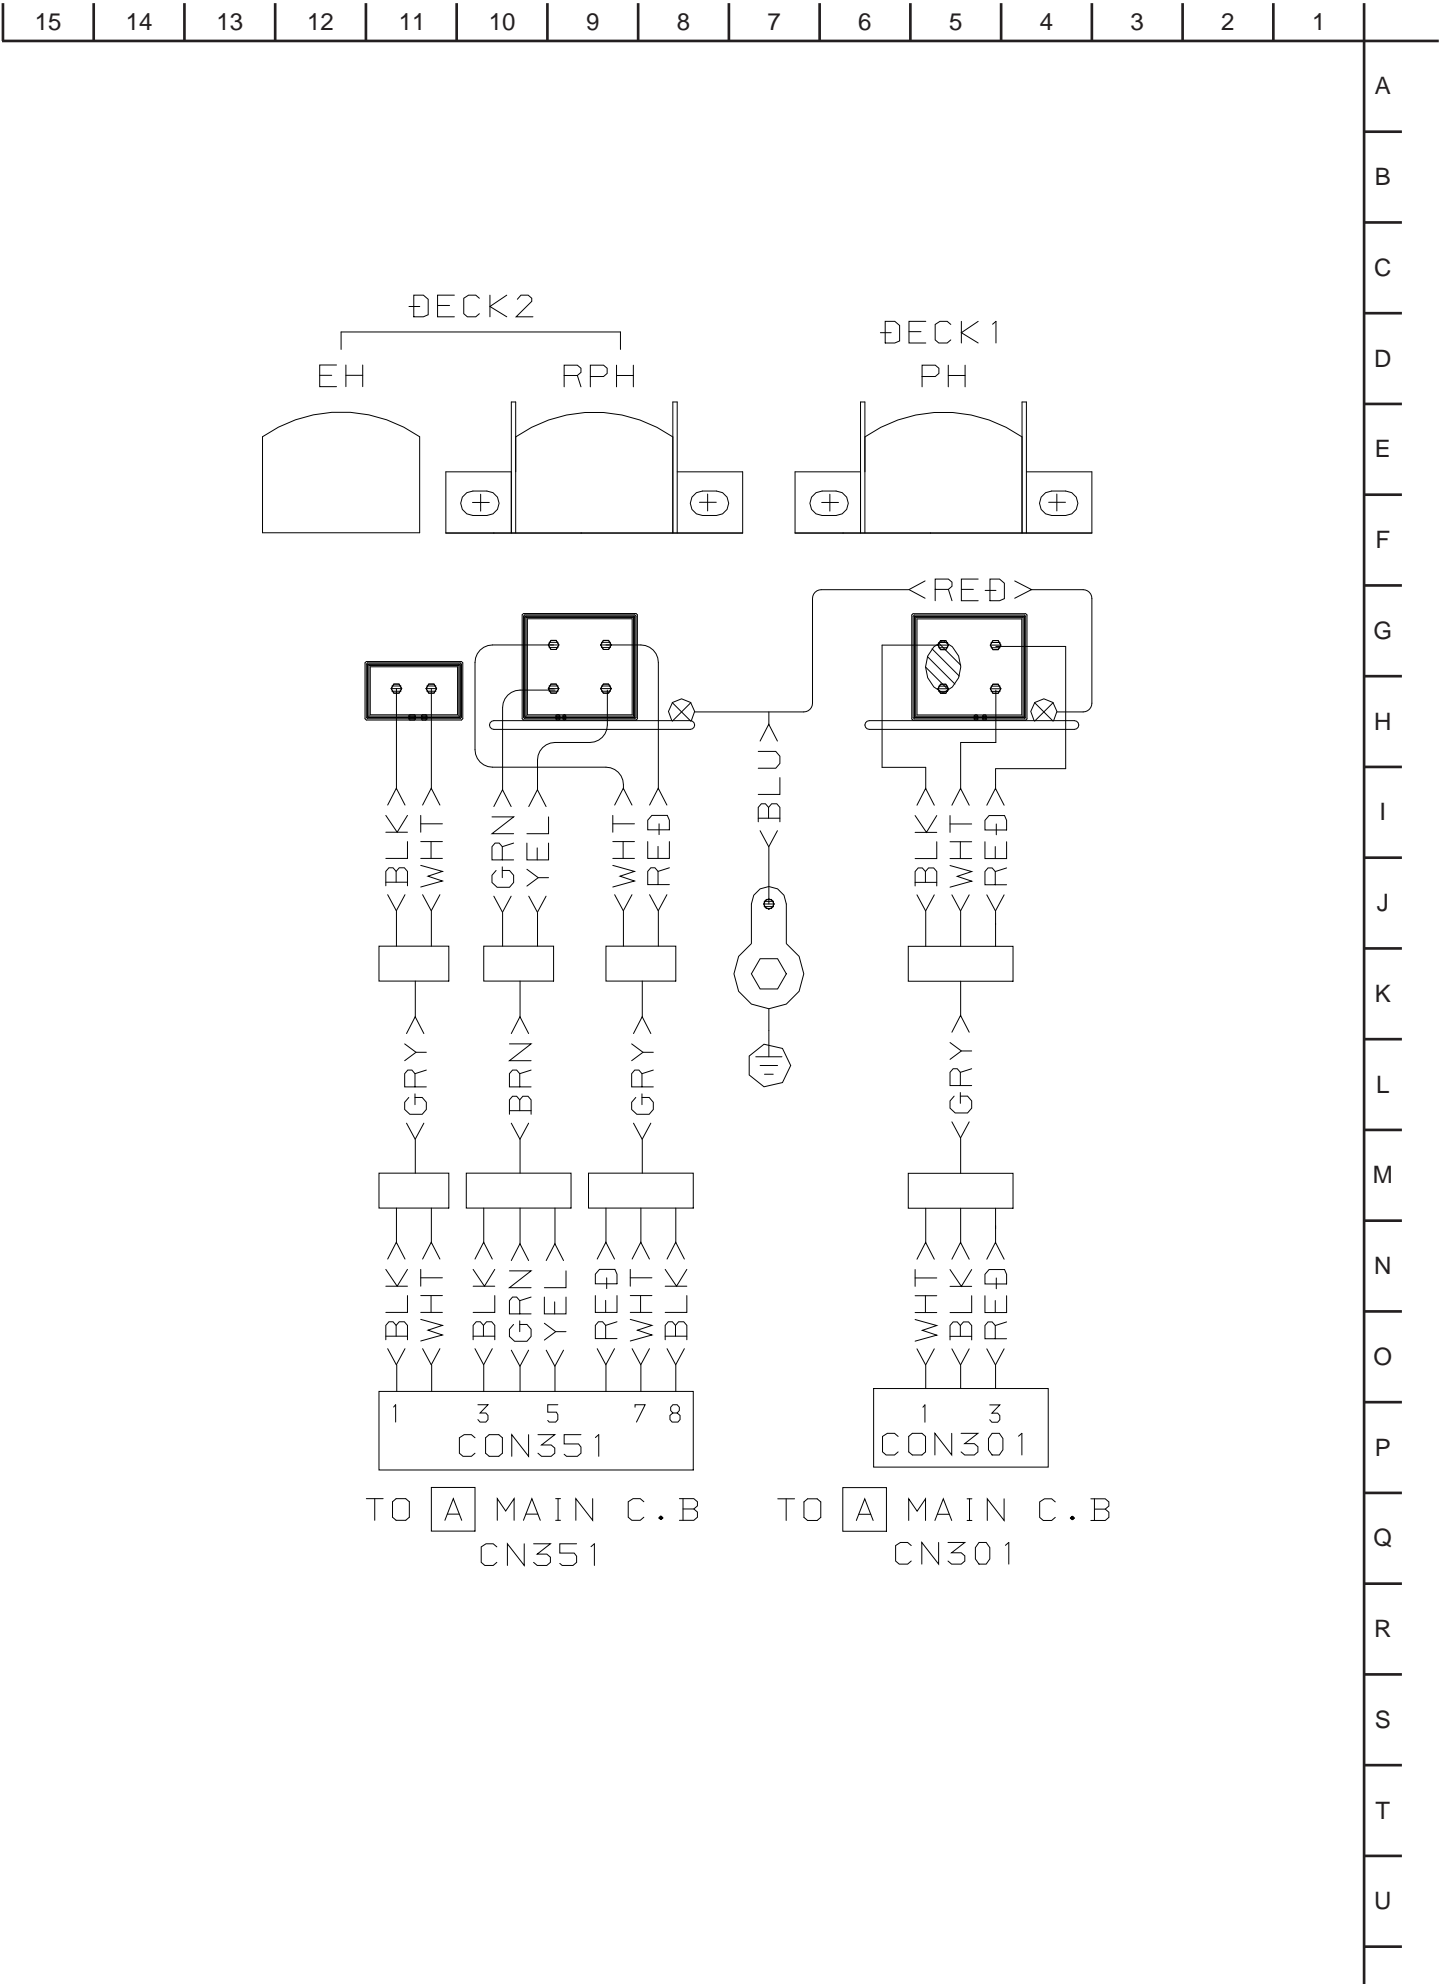 15 14 13 12 11 10 9 8 7 6 5 4 3 2 1
A
B
C
DECK2
DECK1
D
EH RPH PH
E
F
RED
G
H
BLU
I
BLK WHT GRN YEL WHT RED BLK WHT RED
J
K
GRY BRN GRY GRY
L
M
N
BLK WHT BLK GRN YEL RED WHT BLK WHT BLK RED
O
1 3 5 7 8 1 3
CON351 CON301
P
TO A MAIN C.B TO A MAIN C.B
Q
CN351 CN301
R
S
T
U